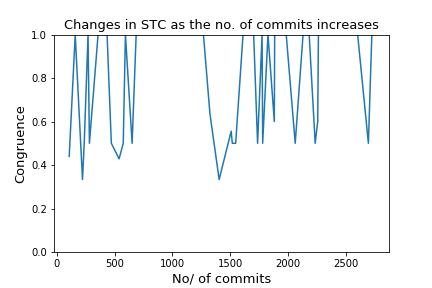 Changes in STC as the no. of commits increases
1.0
0.8
0.6
0.4
0.2
0.0
Congruence
0 500 1000 1500 2000 2500
No/ of commits